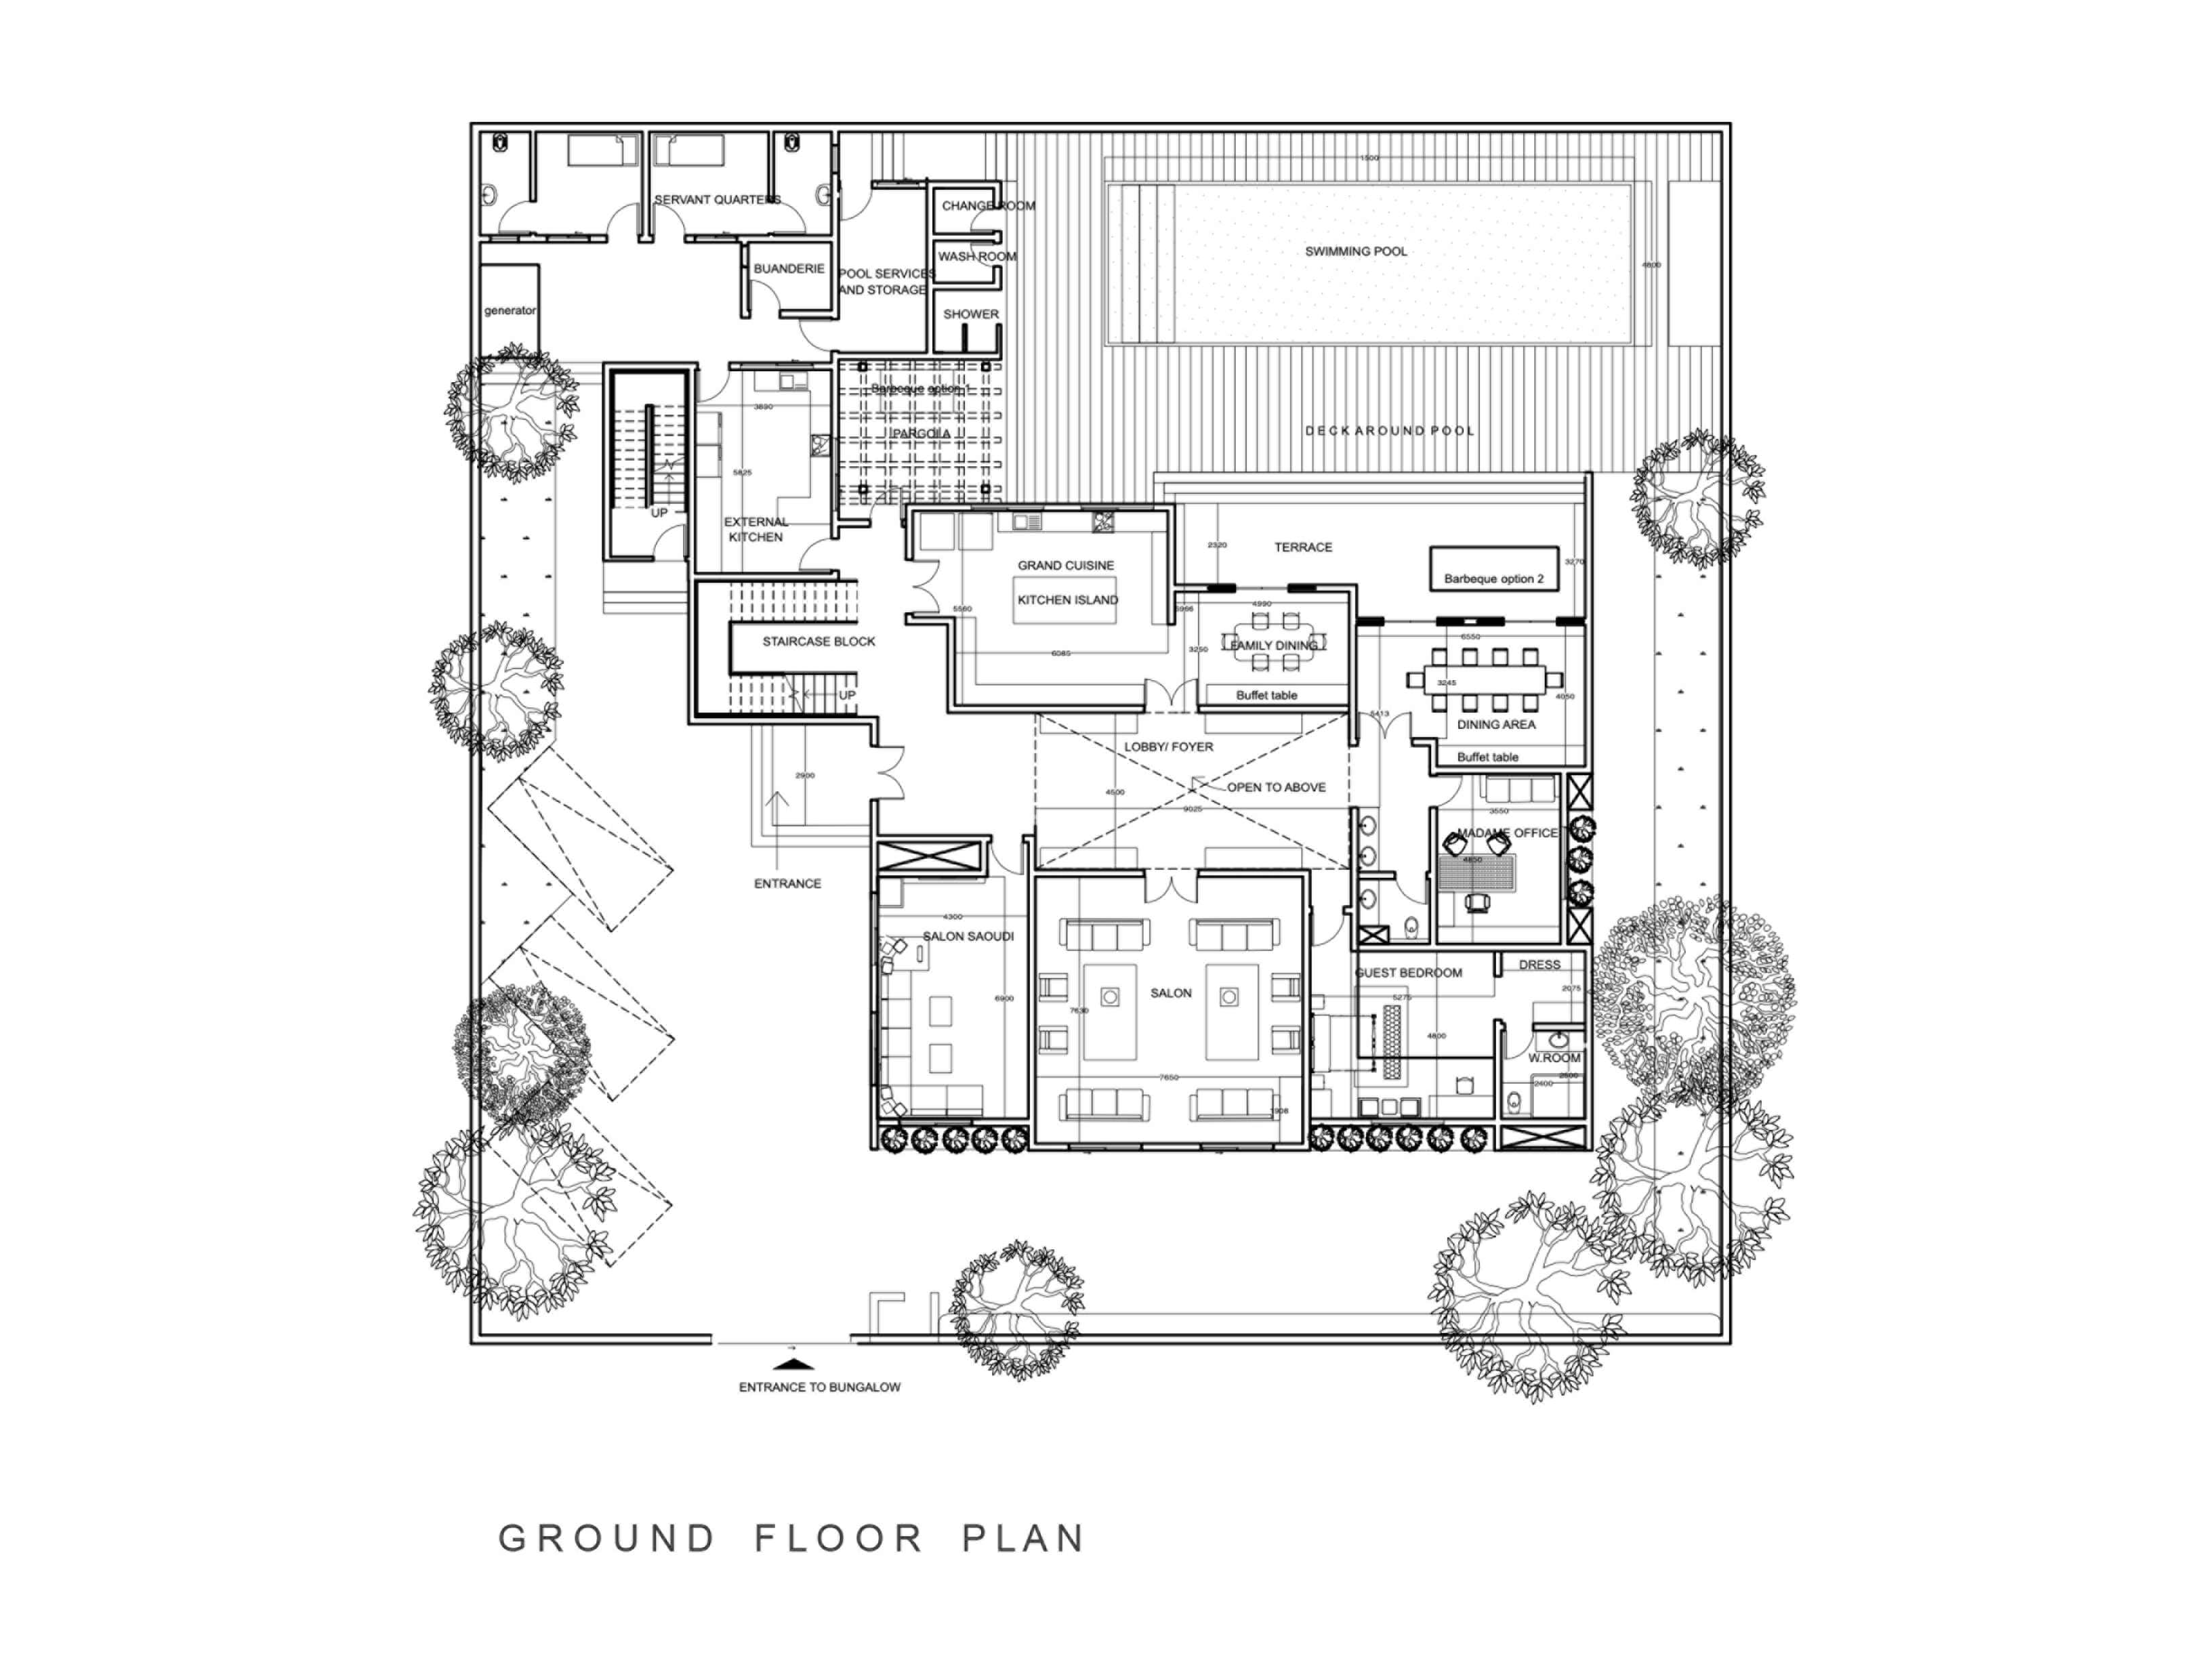 1500
SERVANT QUARTERS
CHANGE ROOM
SWIMMING POOL
4800
WASH ROOM
BUANDERIE
POOL SERVICES
AND STORAGE
generator
SHOWER
Barbeque option 1
3890
DECK AROUND POOL
PARGOLA
5825
UP
EXTERNAL
KITCHEN
2320
TERRACE
3270
GRAND CUISINE
Barbeque option 2
KITCHEN ISLAND
5560
4990
STAIRCASE BLOCK
6550
FAMILY DINING
3250
6085
3245
UP
Buffet table
4050
5413
DINING AREA
LOBBY/ FOYER
Buffet table
2900
OPEN TO ABOVE
4500
9025
3550
MADAME OFFICE
4850
ENTRANCE
4300
SALON SAOUDI
GUEST BEDROOM
DRESS
2075
SALON
5275
6900
7630
4800
W.ROOM
2500
2400
7650
ENTRANCE TO BUNGALOW
GROUND FLOOR PLAN